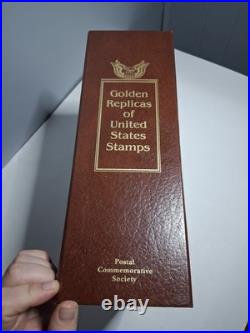 Golden
Replicas
of
United
States
Stamps
Postal
Commemorative
Society